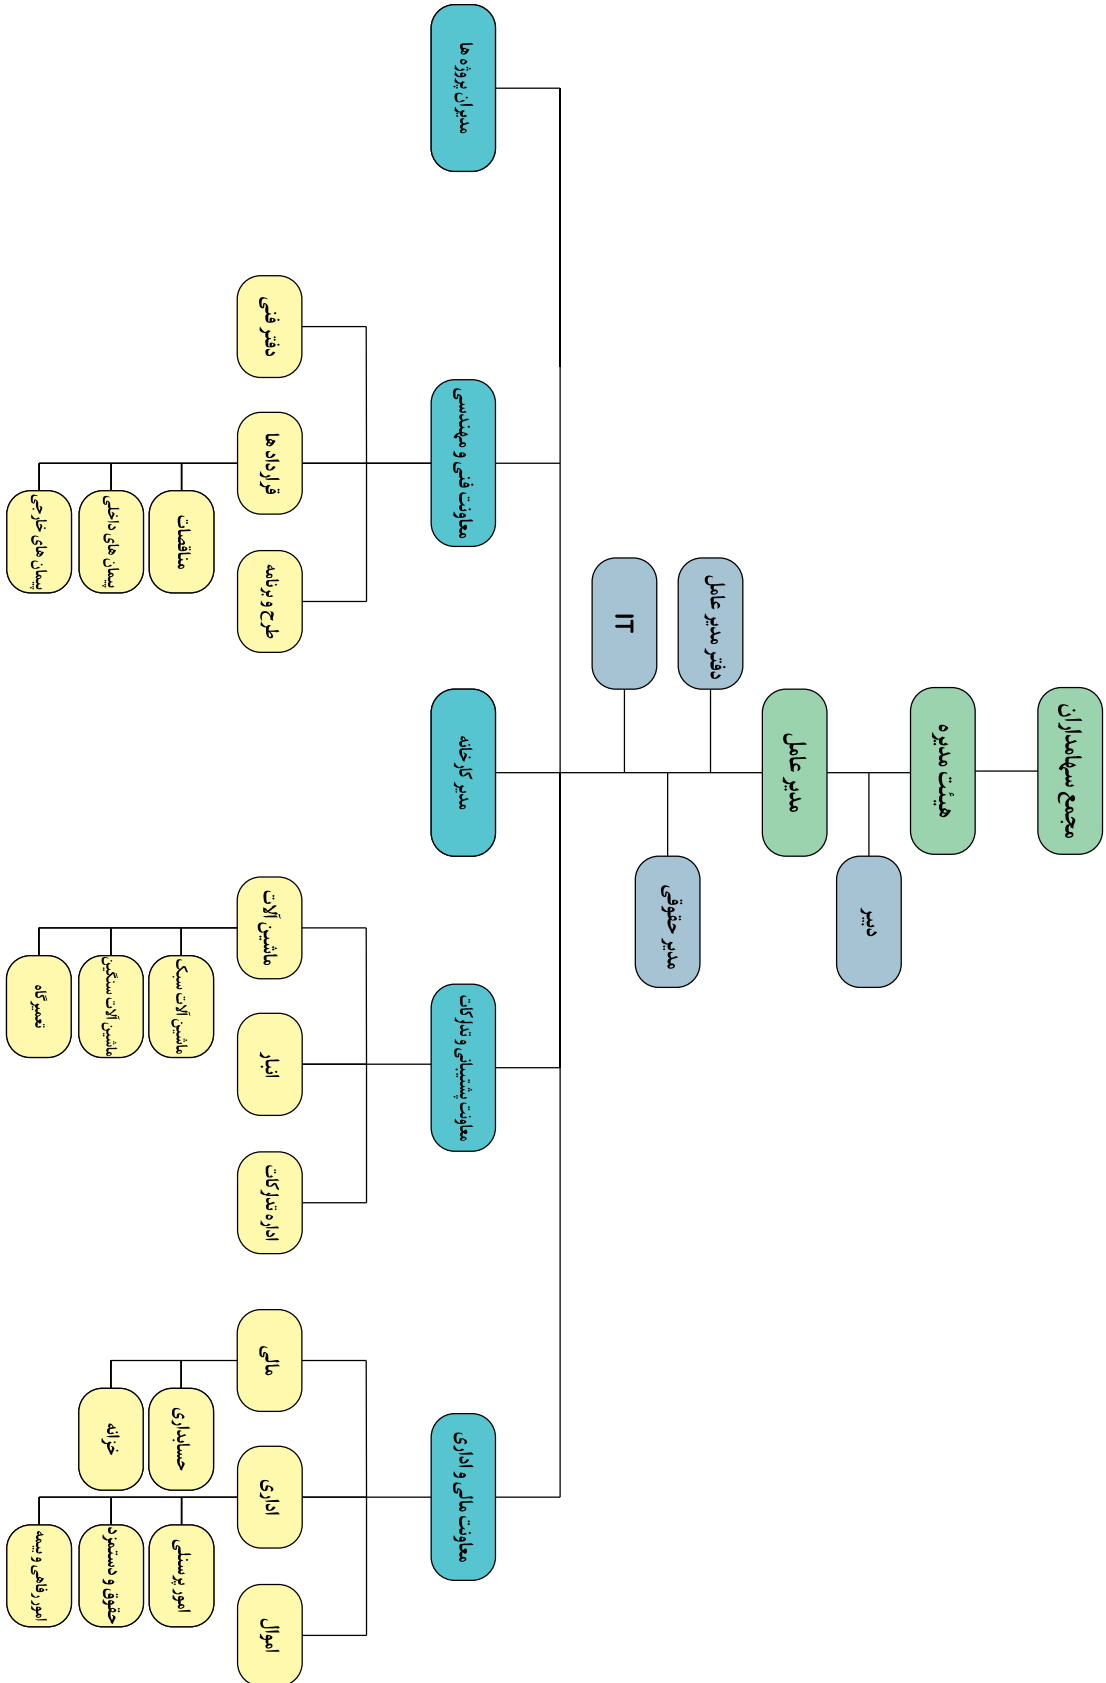 مجمع سهامداران
هیئت مدیره
دبیر
مدیر عامل
دفتر مدیر عامل
مدیر حقوقی
IT
معاونت مالی و اداری
معاونت پشتیبانی و تدارکات
مدیر کارخانه
معاونت فنی و مهندسی
مدیران پروژه ها
اموال
اداری
مالی
اداره تدارکات
انبار
ماشین آلات
طرح و برنامه
قرارداد ها
دفتر فنی
امور پرسنلی
حقوق و دستمزد
امور رفاهی و بیمه
حسابداری
خزانه
ماشین آلات سبک
ماشین آلات سنگین
تعمیرگاه
مناقصات
پیمان های داخلی
پیمان های خارجی